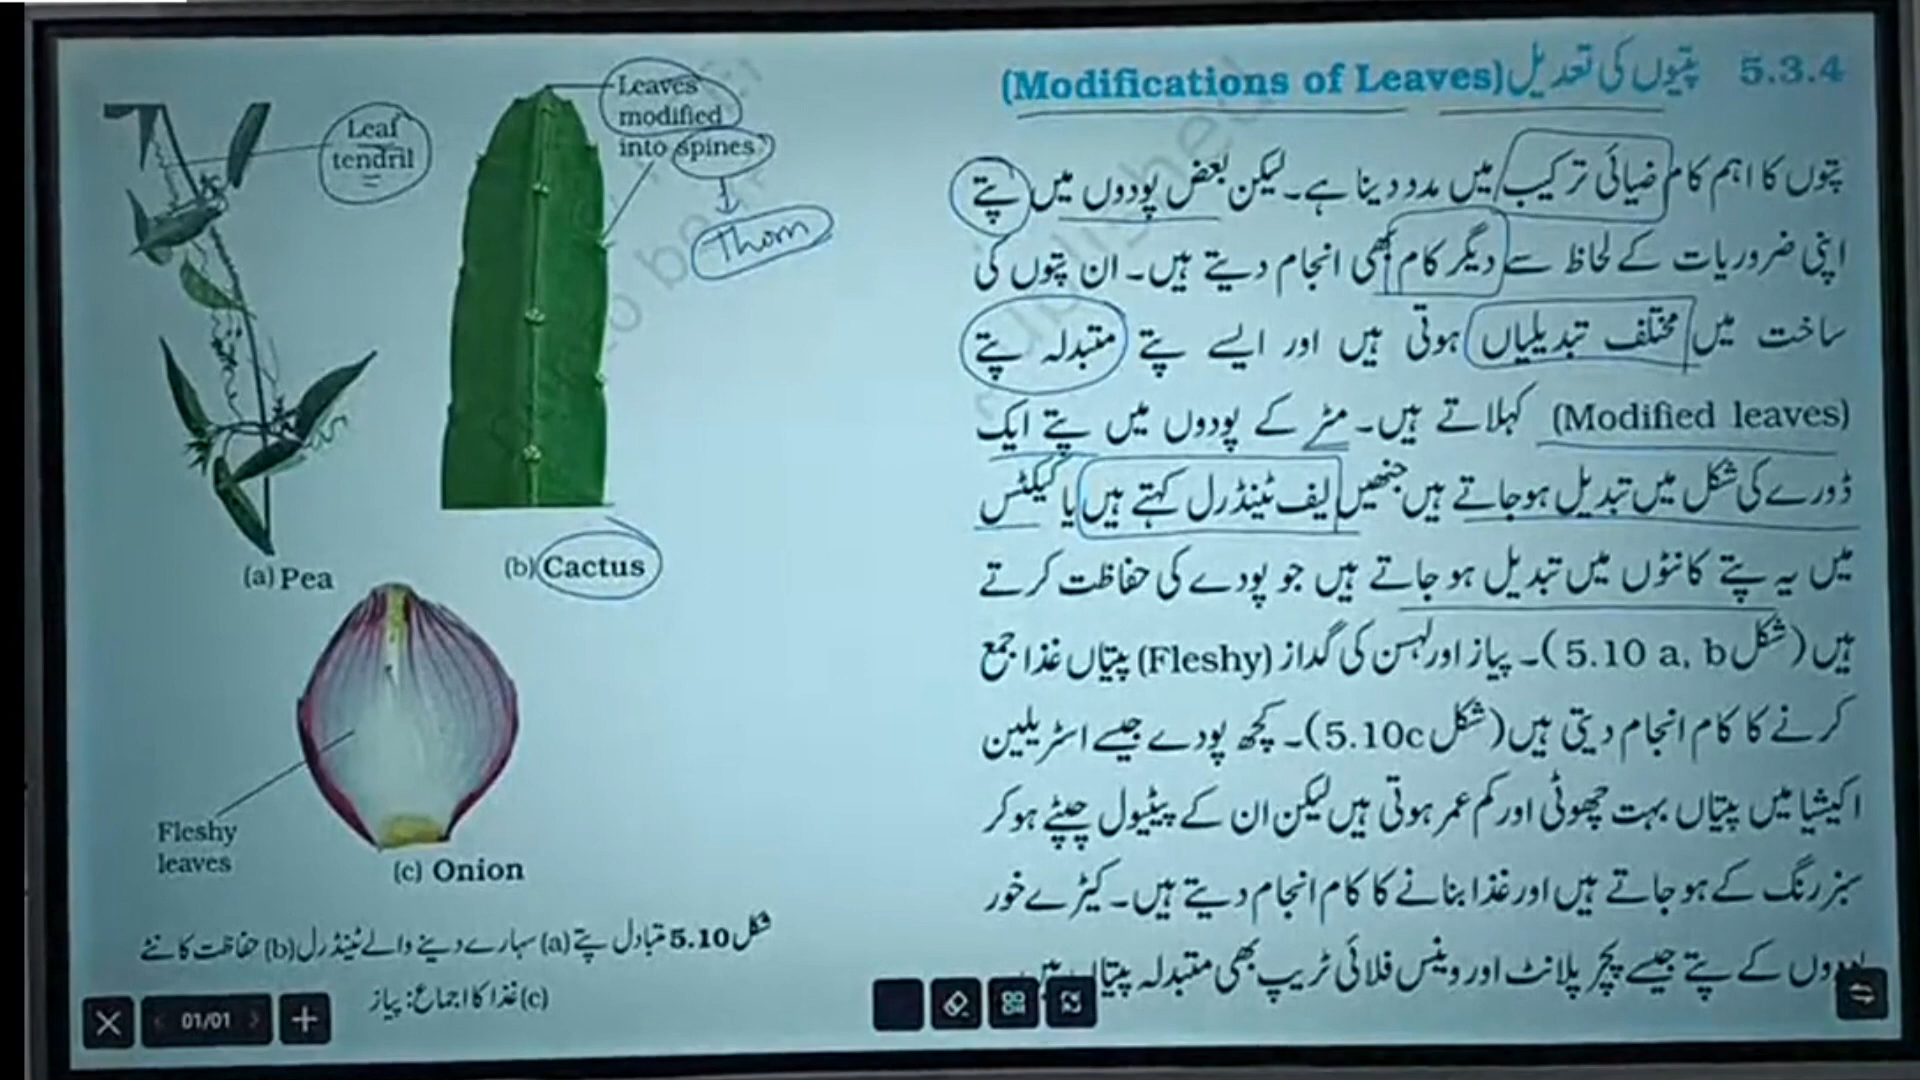 5.3.4 پتیوں کی تعدیل (Modifications of Leaves)
پتوں کا اہم کام ضیائی ترکیب میں مدد دینا ہے۔ لیکن بعض پودوں میں پتے
اپنی ضروریات کے لحاظ سے دیگر کام بھی انجام دیتے ہیں۔ ان پتوں کی
ساخت میں مختلف تبدیلیاں ہوتی ہیں اور ایسے پتے متبدلہ پتے
(Modified leaves) کہلاتے ہیں۔ مٹر کے پودوں میں پتے ایک
ڈورے کی شکل میں تبدیل ہوجاتے ہیں جنھیں لیف ٹینڈرل کہتے ہیں یا کیکٹس
میں یہ پتے کانٹوں میں تبدیل ہو جاتے ہیں جو پودے کی حفاظت کرتے
ہیں (شکل 5.10 a, b)۔ پیاز اور لہسن کی گداز (Fleshy) پیتاں غذا جمع
کرنے کا کام انجام دیتی ہیں (شکل 5.10c)۔ کچھ پودے جیسے اسٹریلین
اکیشیا میں پیتاں بہت چھوٹی اور کم عمر ہوتی ہیں لیکن ان کے پیٹیول چپٹے ہو کر
سبز رنگ کے ہو جاتے ہیں اور غذا بنانے کا کام انجام دیتے ہیں۔ کیڑے خور
کے پتے جیسے پچر پلانٹ اور وینس فلائی ٹریپ بھی متبدلہ پیتاں
Leaf
tendril
Leaves
modified
into spines
Thorn
(a) Pea
(b) Cactus
Fleshy
leaves
(c) Onion
شکل 5.10 متبادل پتے (a) سہارے دینے والے ٹینڈرل (b) حفاظت کانٹے
(c) غذا کا اجماع: پیاز
01/01